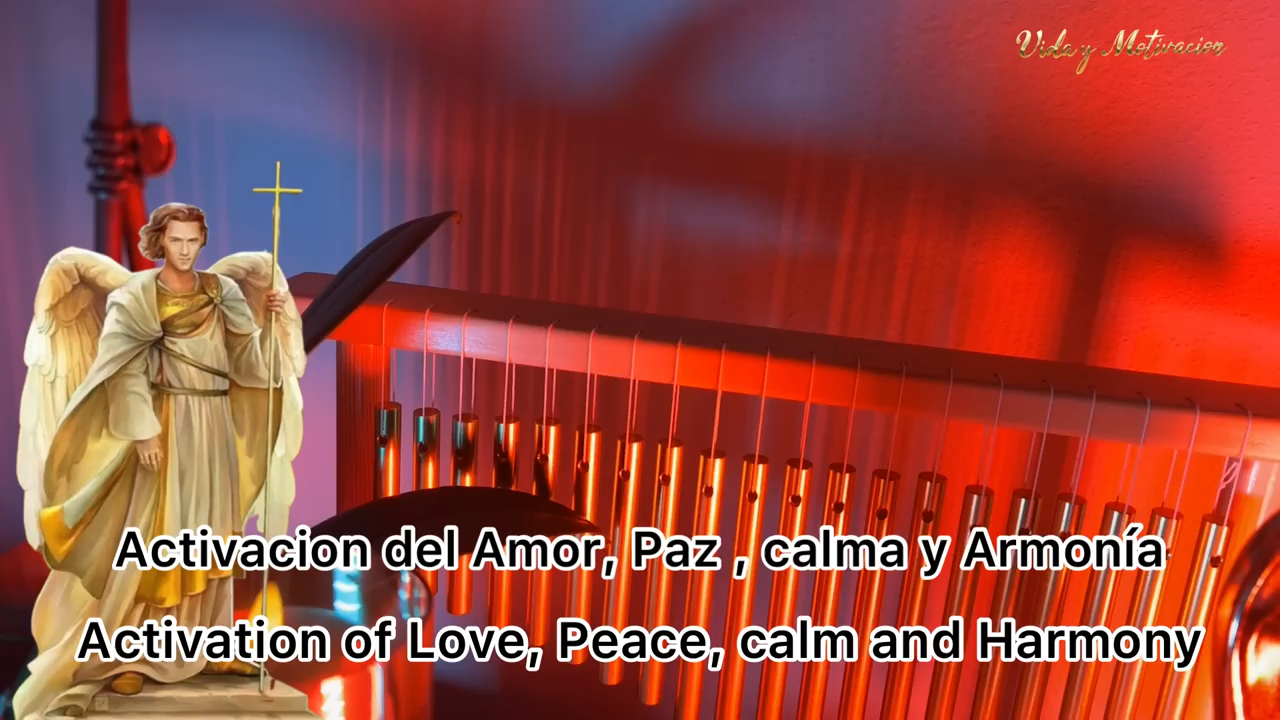 Vida y Motivacion
Activacion del Amor, Paz , calma y Armonía
Activation of Love, Peace, calm and Harmony